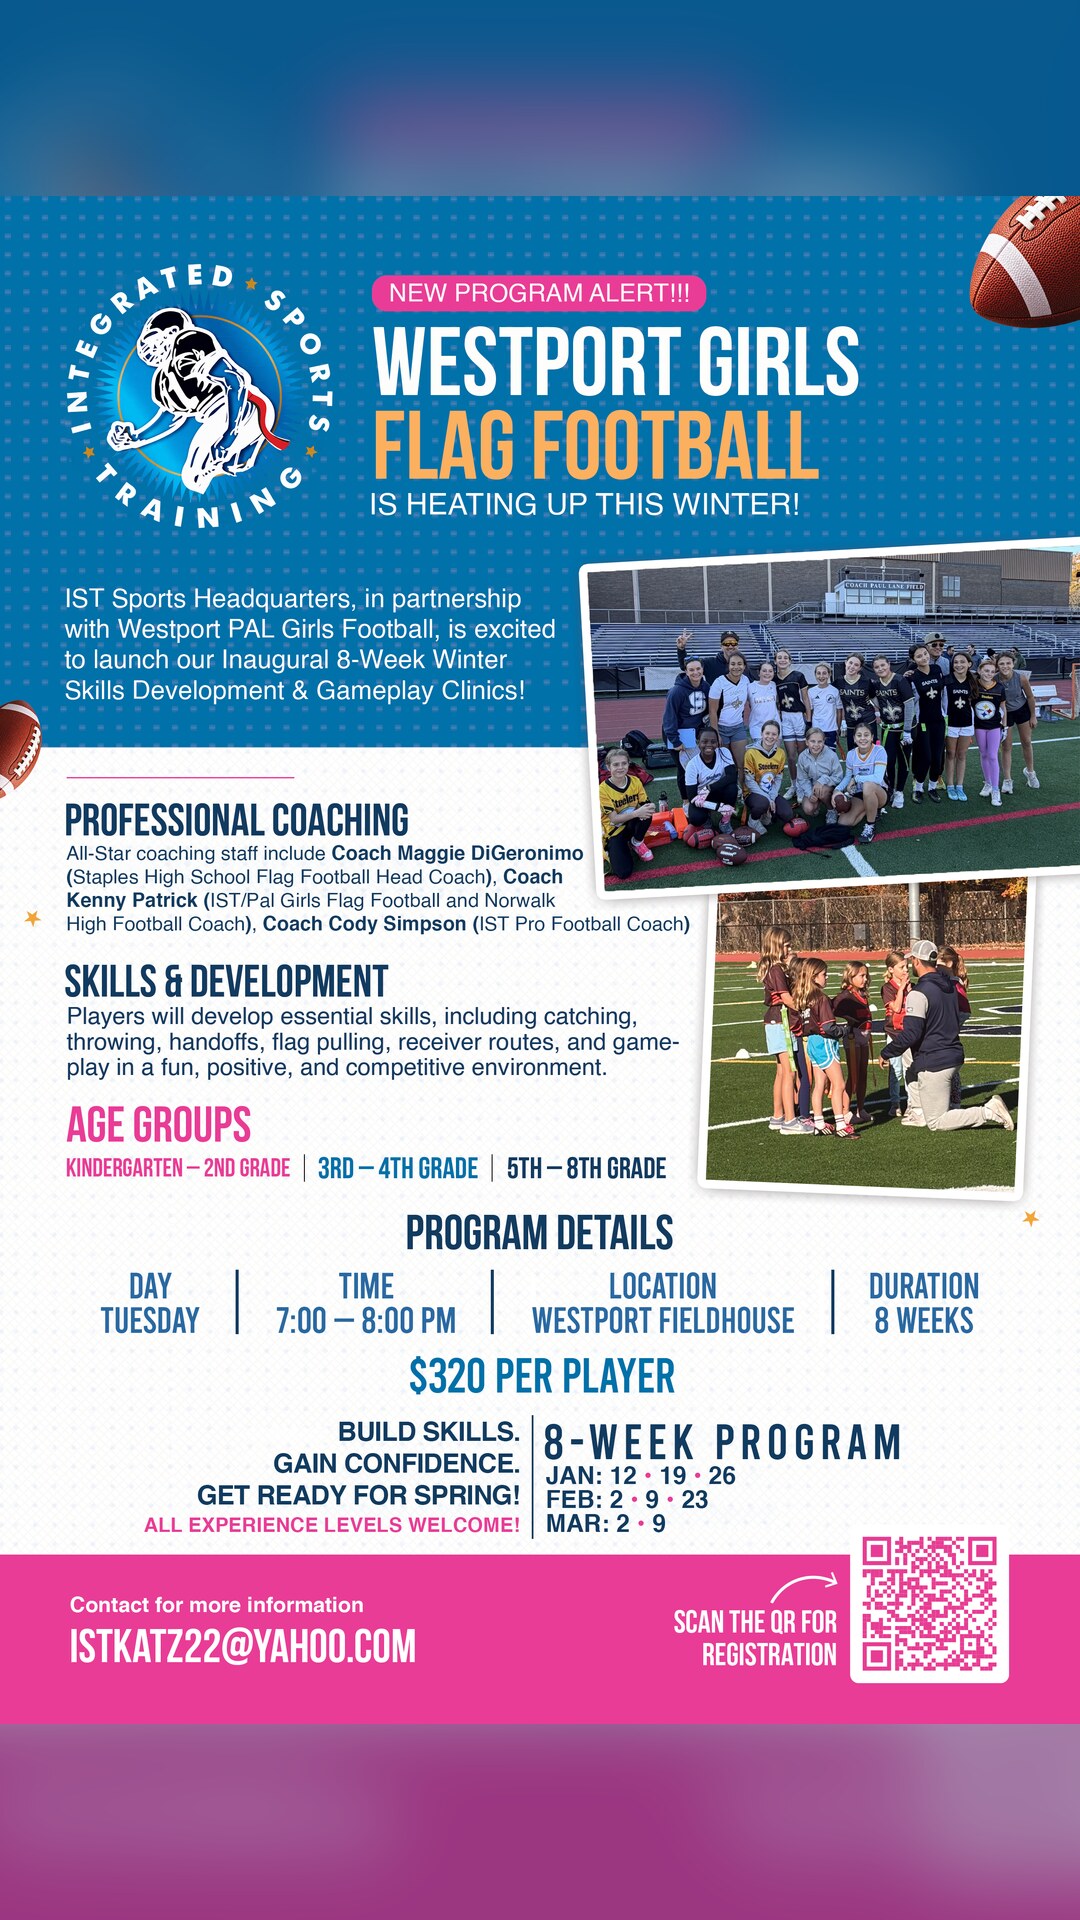 INTEGRATED SPORTS TRAINING
NEW PROGRAM ALERT!!!
WESTPORT GIRLS
FLAG FOOTBALL
IS HEATING UP THIS WINTER!
IST Sports Headquarters, in partnership
with Westport PAL Girls Football, is excited
to launch our Inaugural 8-Week Winter
Skills Development & Gameplay Clinics!
COACH PAUL LANE FIELD
SAINTS
SAINTS
SAINTS
SAINTS
Steelers
Steelers
PROFESSIONAL COACHING
All-Star coaching staff include Coach Maggie DiGeronimo
(Staples High School Flag Football Head Coach), Coach
Kenny Patrick (IST/Pal Girls Flag Football and Norwalk
High Football Coach), Coach Cody Simpson (IST Pro Football Coach)
SKILLS & DEVELOPMENT
Players will develop essential skills, including catching,
throwing, handoffs, flag pulling, receiver routes, and game-
play in a fun, positive, and competitive environment.
AGE GROUPS
KINDERGARTEN – 2ND GRADE | 3RD – 4TH GRADE | 5TH – 8TH GRADE
PROGRAM DETAILS
DAY
TUESDAY
TIME
7:00 – 8:00 PM
LOCATION
WESTPORT FIELDHOUSE
DURATION
8 WEEKS
$320 PER PLAYER
BUILD SKILLS.
GAIN CONFIDENCE.
GET READY FOR SPRING!
ALL EXPERIENCE LEVELS WELCOME!
8-WEEK PROGRAM
JAN: 12 • 19 • 26
FEB: 2 • 9 • 23
MAR: 2 • 9
Contact for more information
ISTKATZ22@YAHOO.COM
SCAN THE QR FOR
REGISTRATION